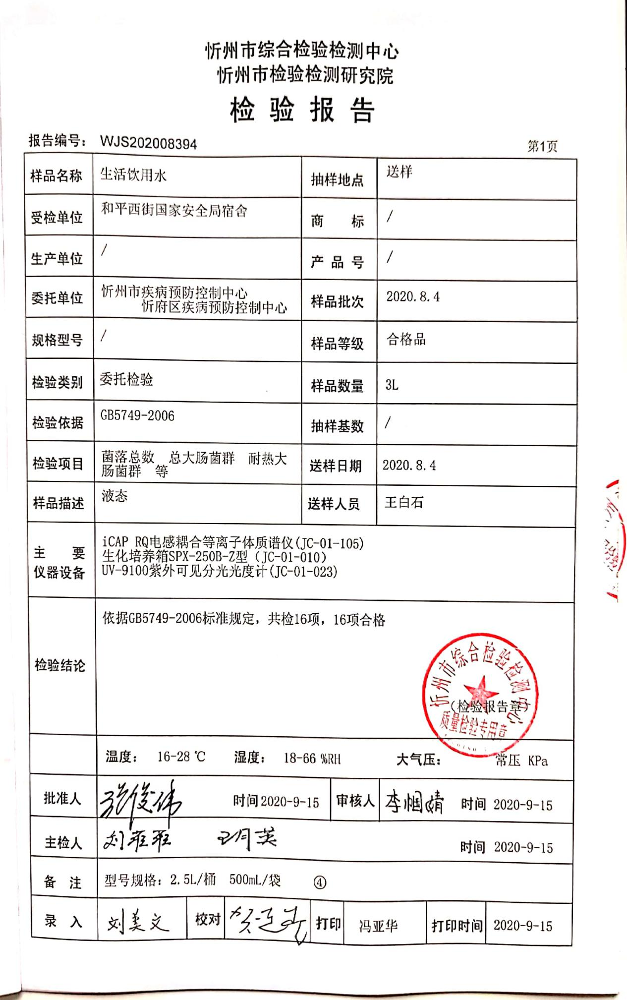 忻州市综合检验检测中心
忻州市检验检测研究院
检 验 报 告
报告编号： WJS202008394 第1页
样品名称 生活饮用水 抽样地点 送样
受检单位 和平西街国家安全局宿舍 商 标 /
生产单位 / 产 品 号 /
委托单位 忻州市疾病预防控制中心
忻府区疾病预防控制中心 样品批次 2020.8.4
规格型号 / 样品等级 合格品
检验类别 委托检验 样品数量 3L
检验依据 GB5749-2006 抽样基数 /
检验项目 菌落总数 总大肠菌群 耐热大
肠菌群 等 送样日期 2020.8.4
样品描述 液态 送样人员 王白石
主 要
仪器设备
iCAP RQ电感耦合等离子体质谱仪(JC-01-105)
生化培养箱SPX-250B-Z型（JC-01-010）
UV-9100紫外可见分光光度计(JC-01-023)
检验结论 依据GB5749-2006标准规定，共检16项，16项合格
忻州市综合检验检测中心
（检验报告章）
质量检验专用章
温度： 16-28 ℃ 湿度： 18-66 %RH 大气压： 常压 KPa
批准人 张俊伟 时间 2020-9-15 审核人 李帼婧 时间 2020-9-15
主检人 刘菲菲 王月英 时间 2020-9-15
备 注 型号规格：2.5L/桶 500mL/袋 ④
录 入 刘美文 校对 打印 冯亚华 打印时间 2020-9-15